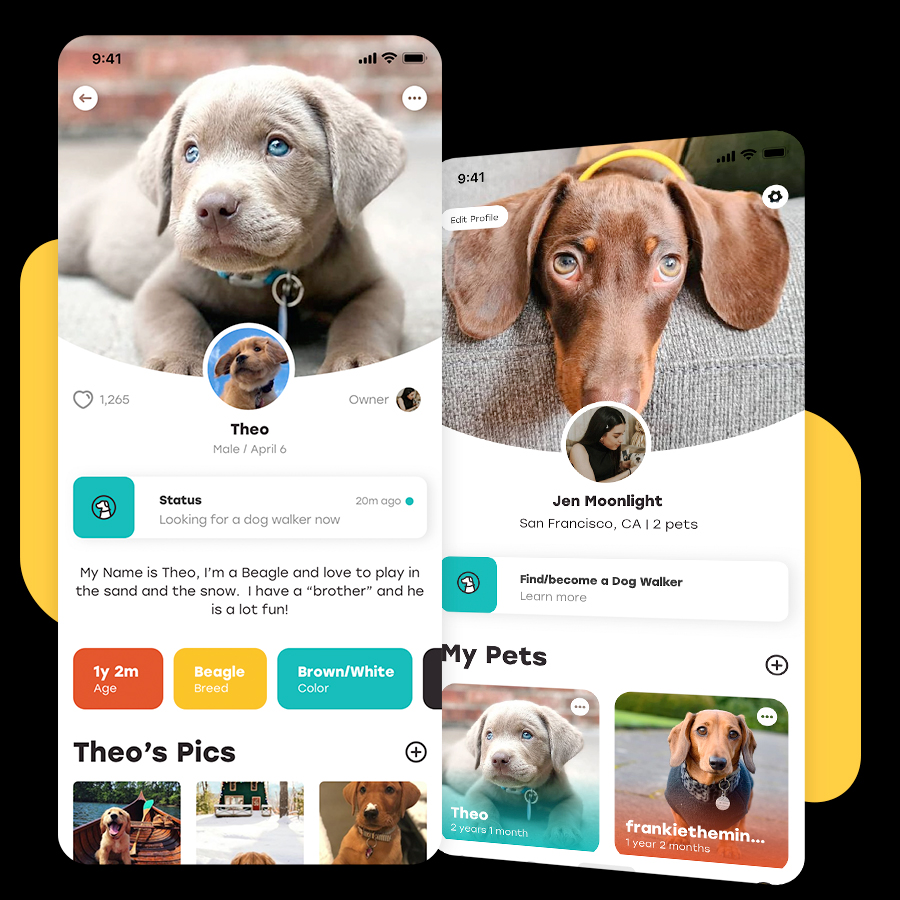 9:41
1,265
Owner
Theo
Male / April 6
Status
20m ago
Looking for a dog walker now
My Name is Theo, I’m a Beagle and love to play in
the sand and the snow.  I have a “brother” and he
is a lot fun!
1y 2m
Age
Beagle
Breed
Brown/White
Color
Theo’s Pics
9:41
Edit Profile
Jen Moonlight
San Francisco, CA | 2 pets
Find/become a Dog Walker
Learn more
My Pets
Theo
2 years 1 month
frankiethemin...
1 year 2 months